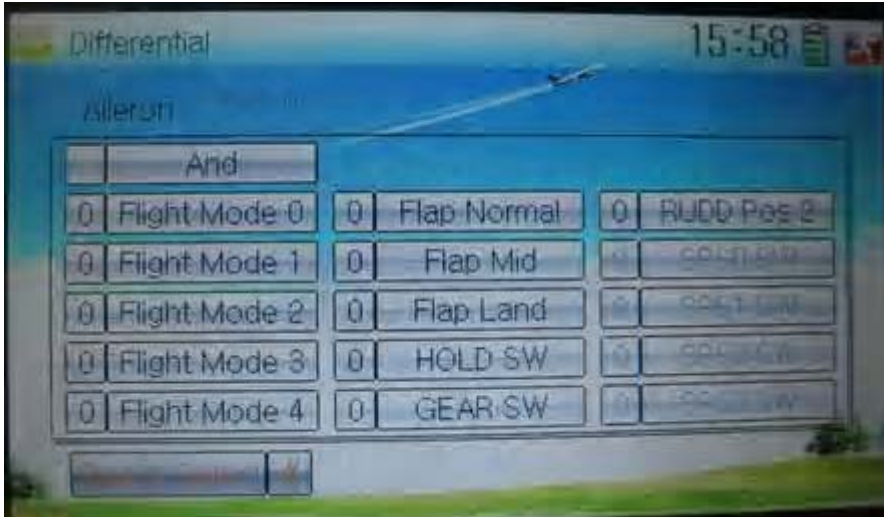 Differential 15:58
Aileron
And
0 Flight Mode 0 0 Flap Normal 0 RUDD Pos 2
0 Flight Mode 1 0 Flap Mid
0 Flight Mode 2 0 Flap Land
0 Flight Mode 3 0 HOLD SW
0 Flight Mode 4 0 GEAR SW